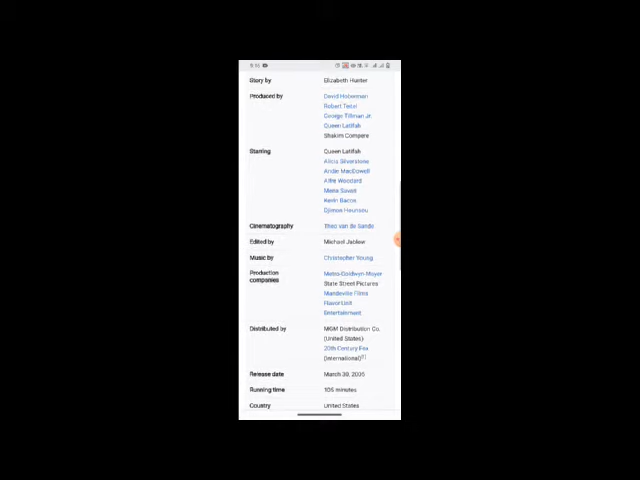 Story by Elizabeth Hunter
Produced by David Hoberman
Robert Teitel
George Tillman Jr.
Queen Latifah
Shakim Compere
Starring Queen Latifah
Alicia Silverstone
Andie MacDowell
Alfre Woodard
Mena Suvari
Kevin Bacon
Djimon Hounsou
Cinematography Theo van de Sande
Edited by Michael Jablow
Music by Christopher Young
Production companies Metro-Goldwyn-Mayer
State Street Pictures
Mandeville Films
Flavor Unit
Entertainment
Distributed by MGM Distribution Co.
(United States)
20th Century Fox
(International)
Release date March 30, 2005
Running time 105 minutes
Country United States